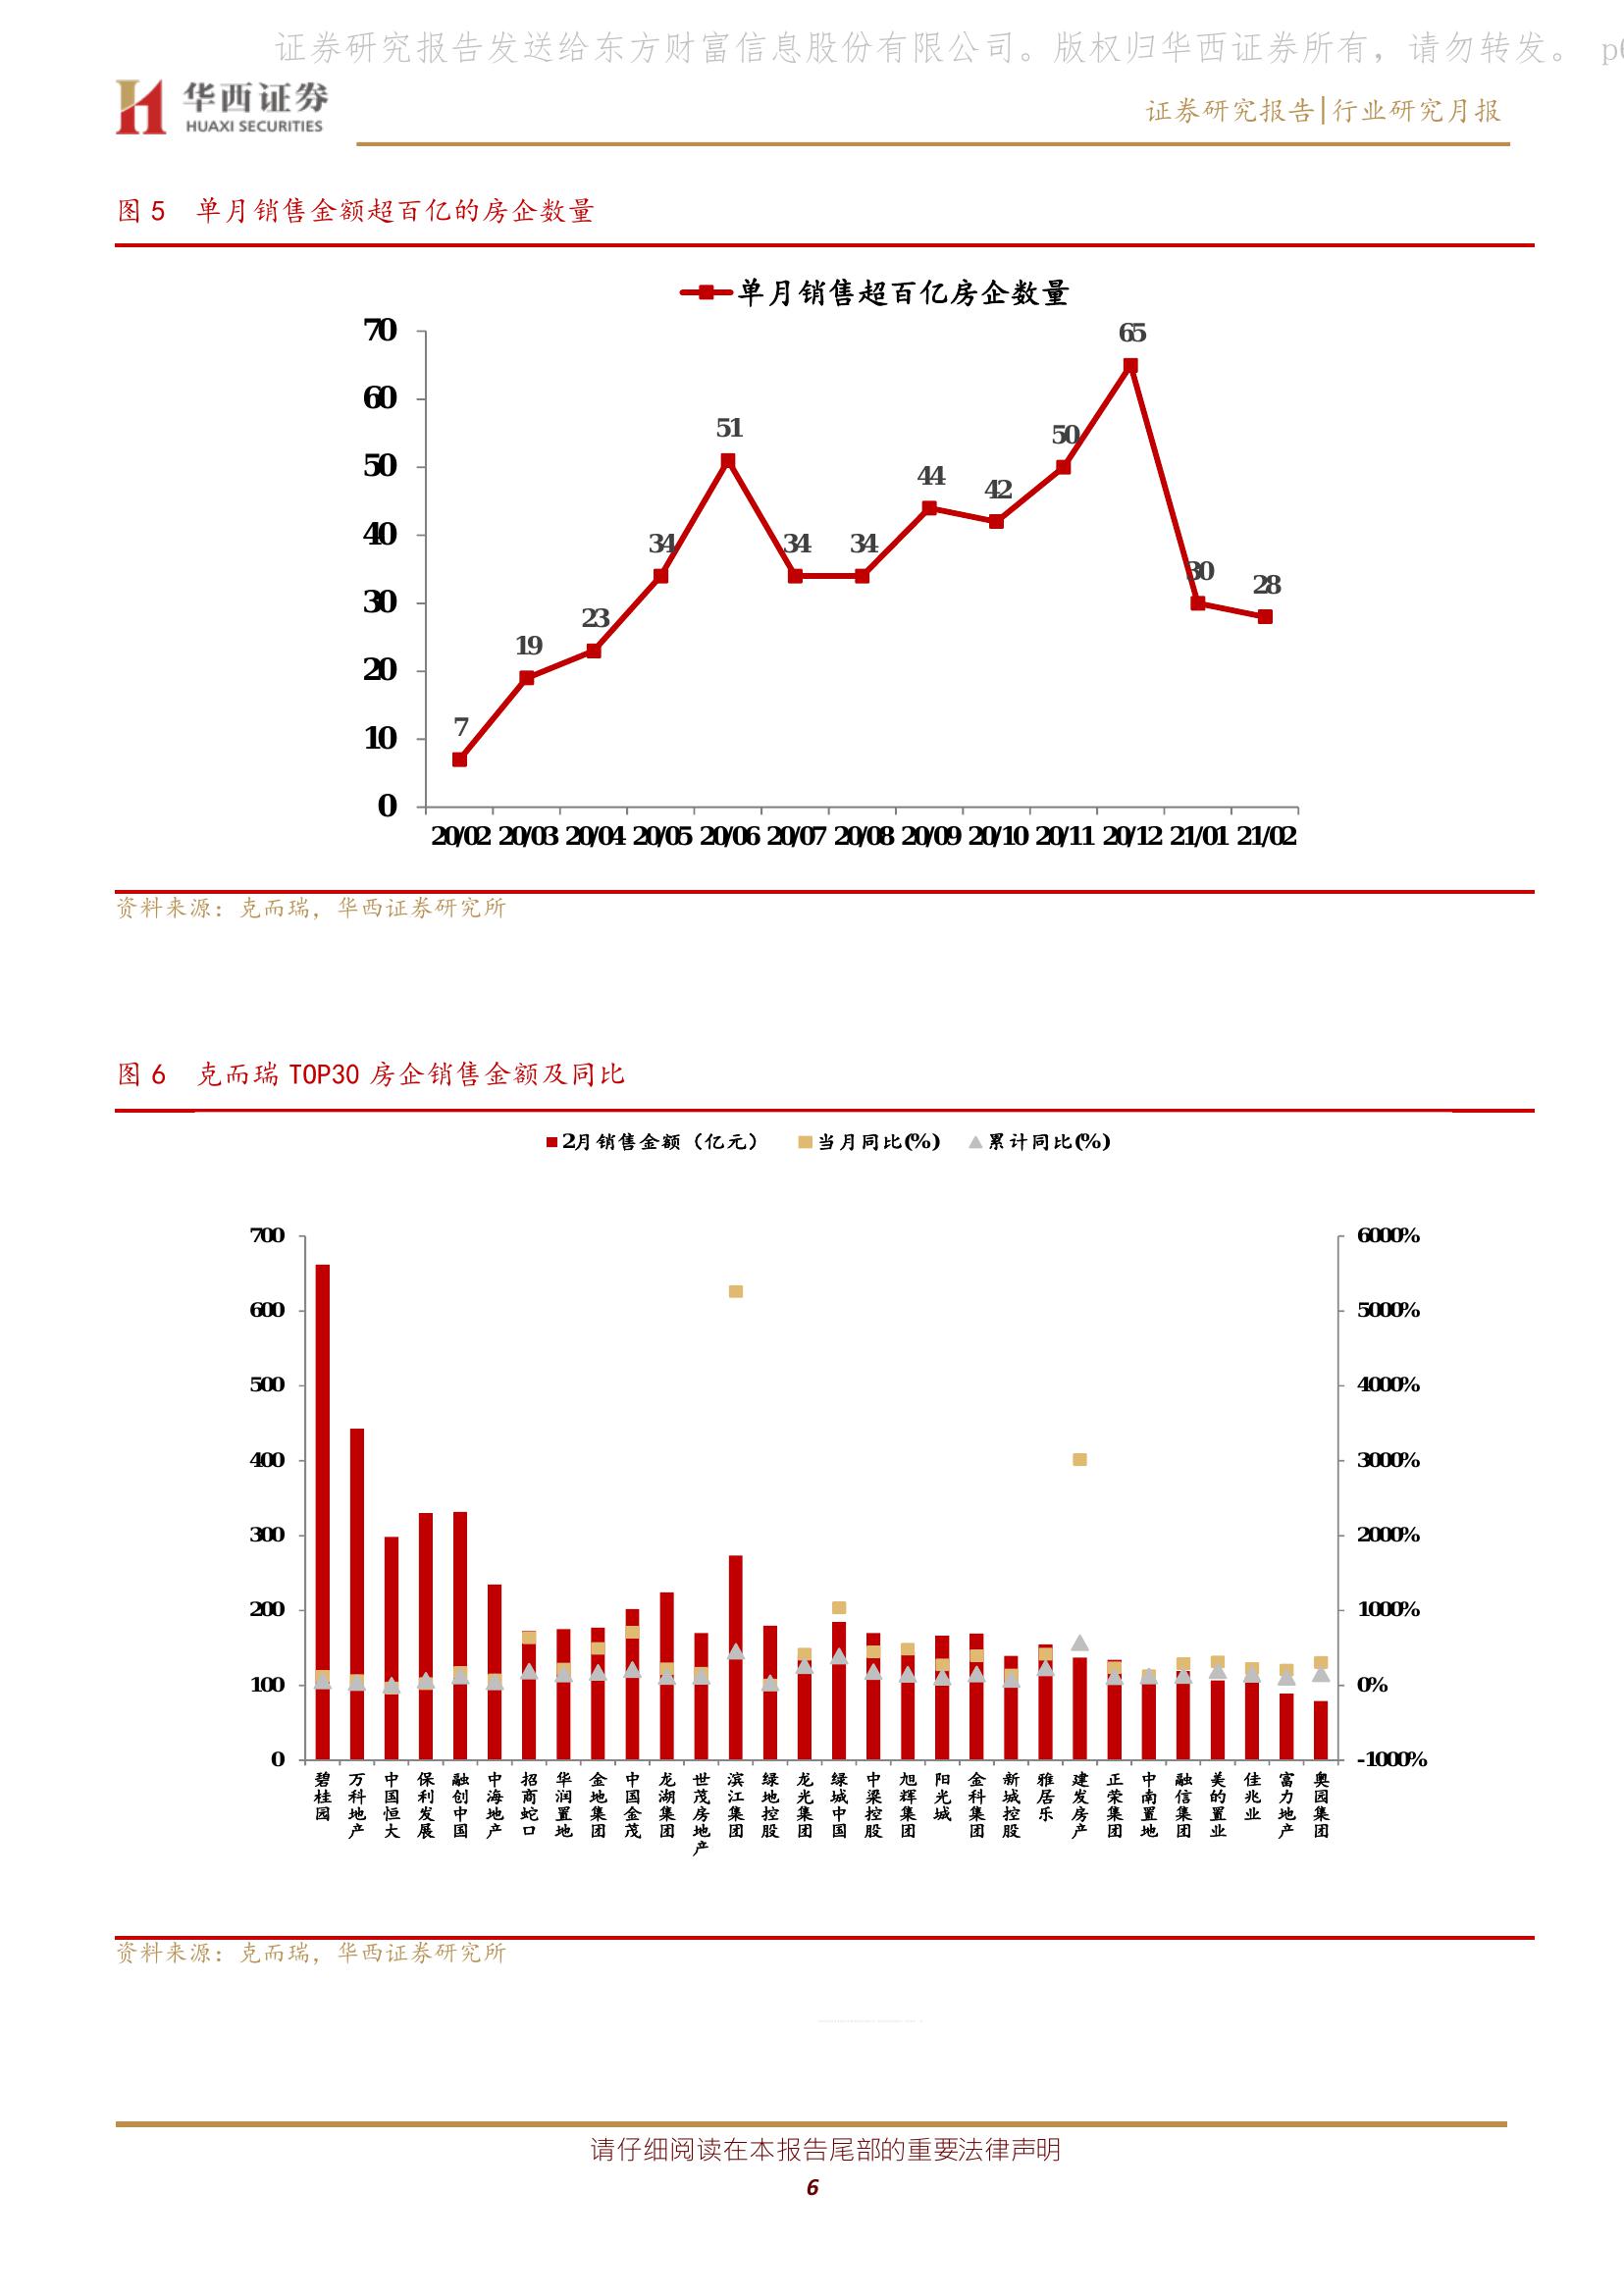 证券研究报告发送给东方财富信息股份有限公司。版权归华西证券所有，请勿转发。 p6
华西证券
HUAXI SECURITIES
证券研究报告|行业研究月报
图 5 单月销售金额超百亿的房企数量
单月销售超百亿房企数量
70
60
50
40
30
20
10
0
7
19
23
34
51
34
34
44
42
50
65
30
28
20/02 20/03 20/04 20/05 20/06 20/07 20/08 20/09 20/10 20/11 20/12 21/01 21/02
资料来源：克而瑞，华西证券研究所
图 6 克而瑞 TOP30 房企销售金额及同比
2月销售金额（亿元） 当月同比(%) 累计同比(%)
700
600
500
400
300
200
100
0
6000%
5000%
4000%
3000%
2000%
1000%
0%
-1000%
碧桂园
万科地产
中国恒大
保利发展
融创中国
中海地产
招商蛇口
华润置地
金地集团
中国金茂
龙湖集团
世茂房地产
滨江集团
绿地控股
龙光集团
绿城中国
中梁控股
旭辉集团
阳光城
金科集团
新城控股
雅居乐
建发房产
正荣集团
中南置地
融信集团
美的置业
佳兆业
富力地产
奥园集团
资料来源：克而瑞，华西证券研究所
请仔细阅读在本报告尾部的重要法律声明
6